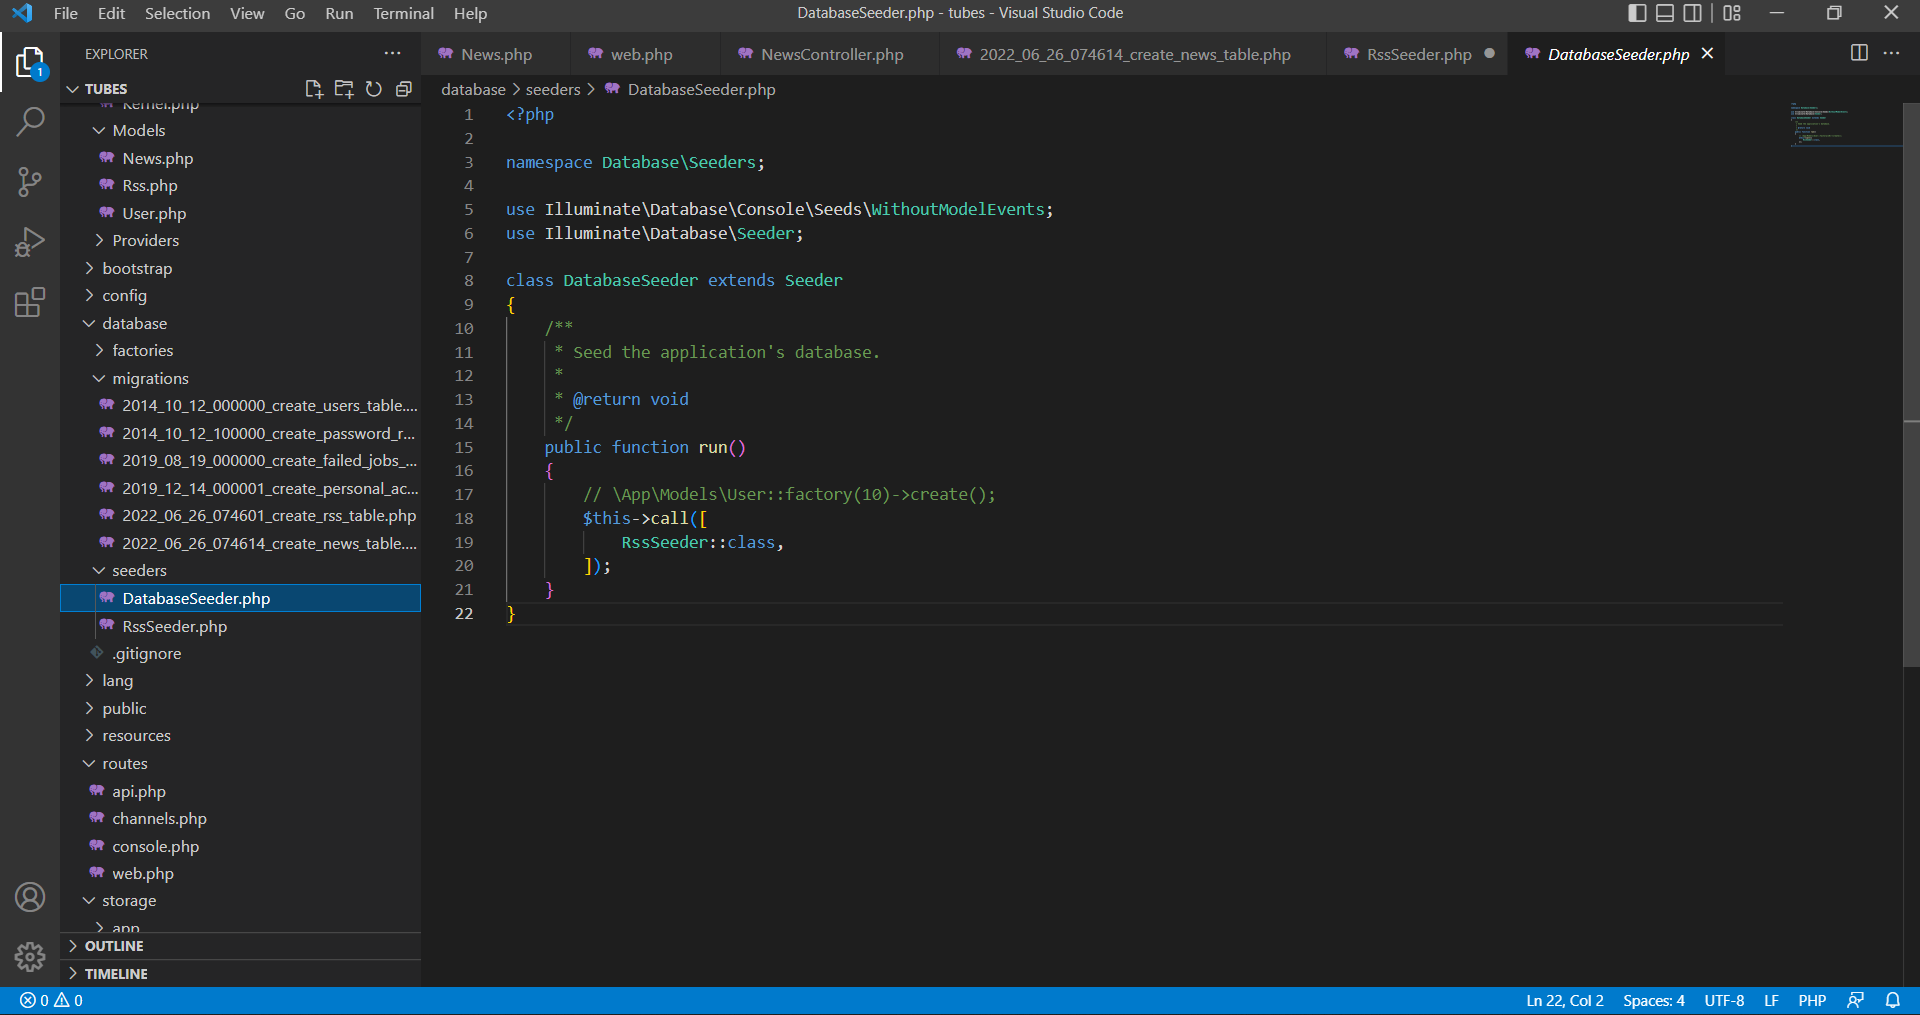 File Edit Selection View Go Run Terminal Help
DatabaseSeeder.php - tubes - Visual Studio Code
EXPLORER
News.php
web.php
NewsController.php
2022_06_26_074614_create_news_table.php
RssSeeder.php
DatabaseSeeder.php
TUBES
Kernel.php
Models
News.php
Rss.php
User.php
Providers
bootstrap
config
database
factories
migrations
2014_10_12_000000_create_users_table....
2014_10_12_100000_create_password_r...
2019_08_19_000000_create_failed_jobs_...
2019_12_14_000001_create_personal_ac...
2022_06_26_074601_create_rss_table.php
2022_06_26_074614_create_news_table....
seeders
DatabaseSeeder.php
RssSeeder.php
.gitignore
lang
public
resources
routes
api.php
channels.php
console.php
web.php
storage
app
OUTLINE
TIMELINE
1
database > seeders > DatabaseSeeder.php
1 <?php
2
3 namespace Database\Seeders;
4
5 use Illuminate\Database\Console\Seeds\WithoutModelEvents;
6 use Illuminate\Database\Seeder;
7
8 class DatabaseSeeder extends Seeder
9 {
10     /**
11      * Seed the application's database.
12      *
13      * @return void
14      */
15     public function run()
16     {
17         // \App\Models\User::factory(10)->create();
18         $this->call([
19             RssSeeder::class,
20         ]);
21     }
22 }
0 0
Ln 22, Col 2 Spaces: 4 UTF-8 LF PHP